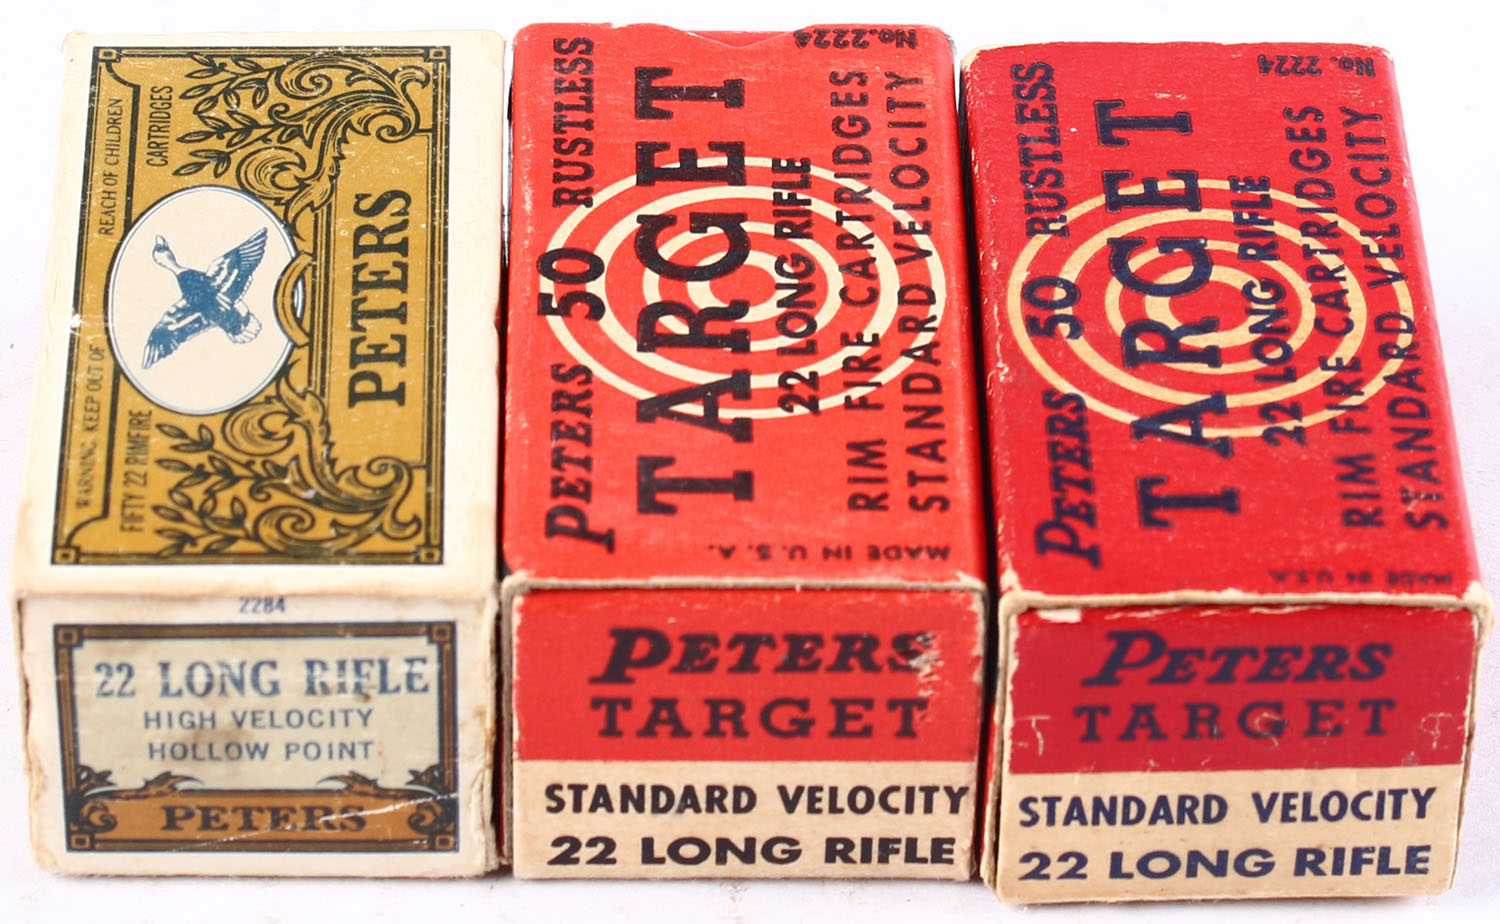 WARNING. KEEP OUT OF REACH OF CHILDREN
FIFTY 22 RIMFIRE CARTRIDGES
PETERS
2284
22 LONG RIFLE
HIGH VELOCITY
HOLLOW POINT
PETERS
No. 2224
PETERS 50 RUSTLESS
TARGET
22 LONG RIFLE
RIM FIRE CARTRIDGES
STANDARD VELOCITY
MADE IN U.S.A.
PETERS
TARGET
STANDARD VELOCITY
22 LONG RIFLE
No. 2224
PETERS 50 RUSTLESS
TARGET
22 LONG RIFLE
RIM FIRE CARTRIDGES
STANDARD VELOCITY
MADE IN U.S.A.
PETERS
TARGET
STANDARD VELOCITY
22 LONG RIFLE